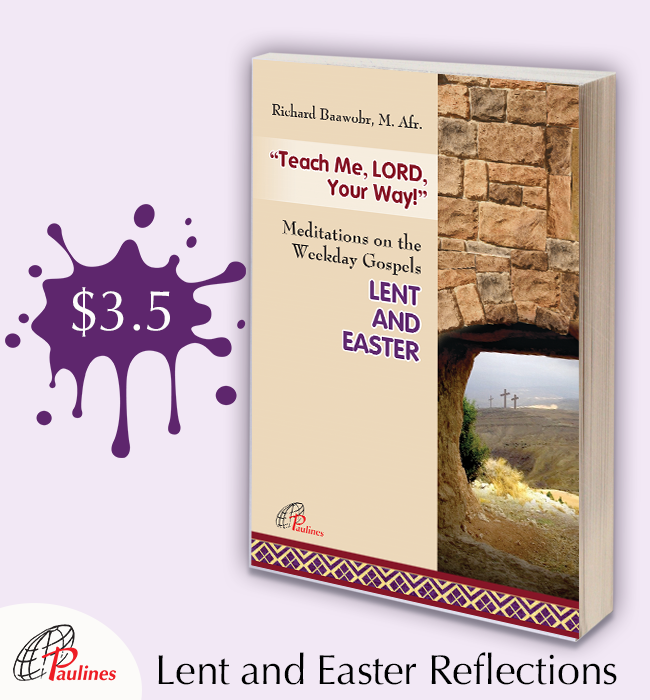 Richard Baawobr, M. Afr.
“Teach Me, LORD,
Your Way!”
Meditations on the
Weekday Gospels
LENT
AND
EASTER
$3.5
Paulines
Paulines
Lent and Easter Reflections